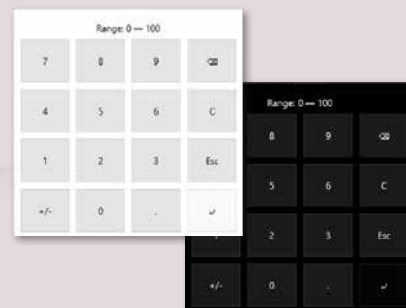 Range: 0 — 100
7 8 9 ⌫
4 5 6 C
1 2 3 Esc
+/- 0 . ↵
Range: 0 — 100
8 9 ⌫
5 6 C
2 3 Esc
+/- 0 . ↵